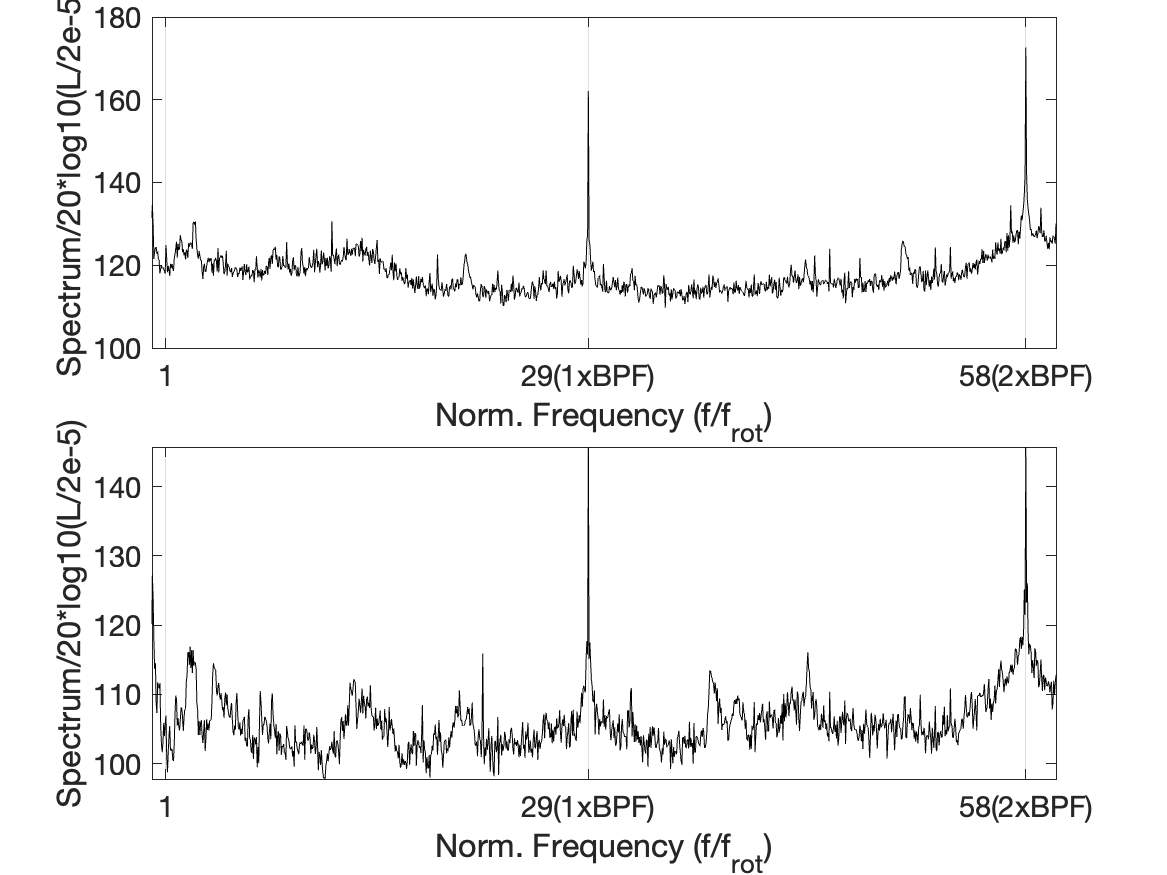 180
160
140
120
100
Spectrum/20*log10(L/2e-5
1 29(1xBPF) 58(2xBPF)
Norm. Frequency (f/frot)
140
130
120
110
100
Spectrum/20*log10(L/2e-5)
1 29(1xBPF) 58(2xBPF)
Norm. Frequency (f/frot)